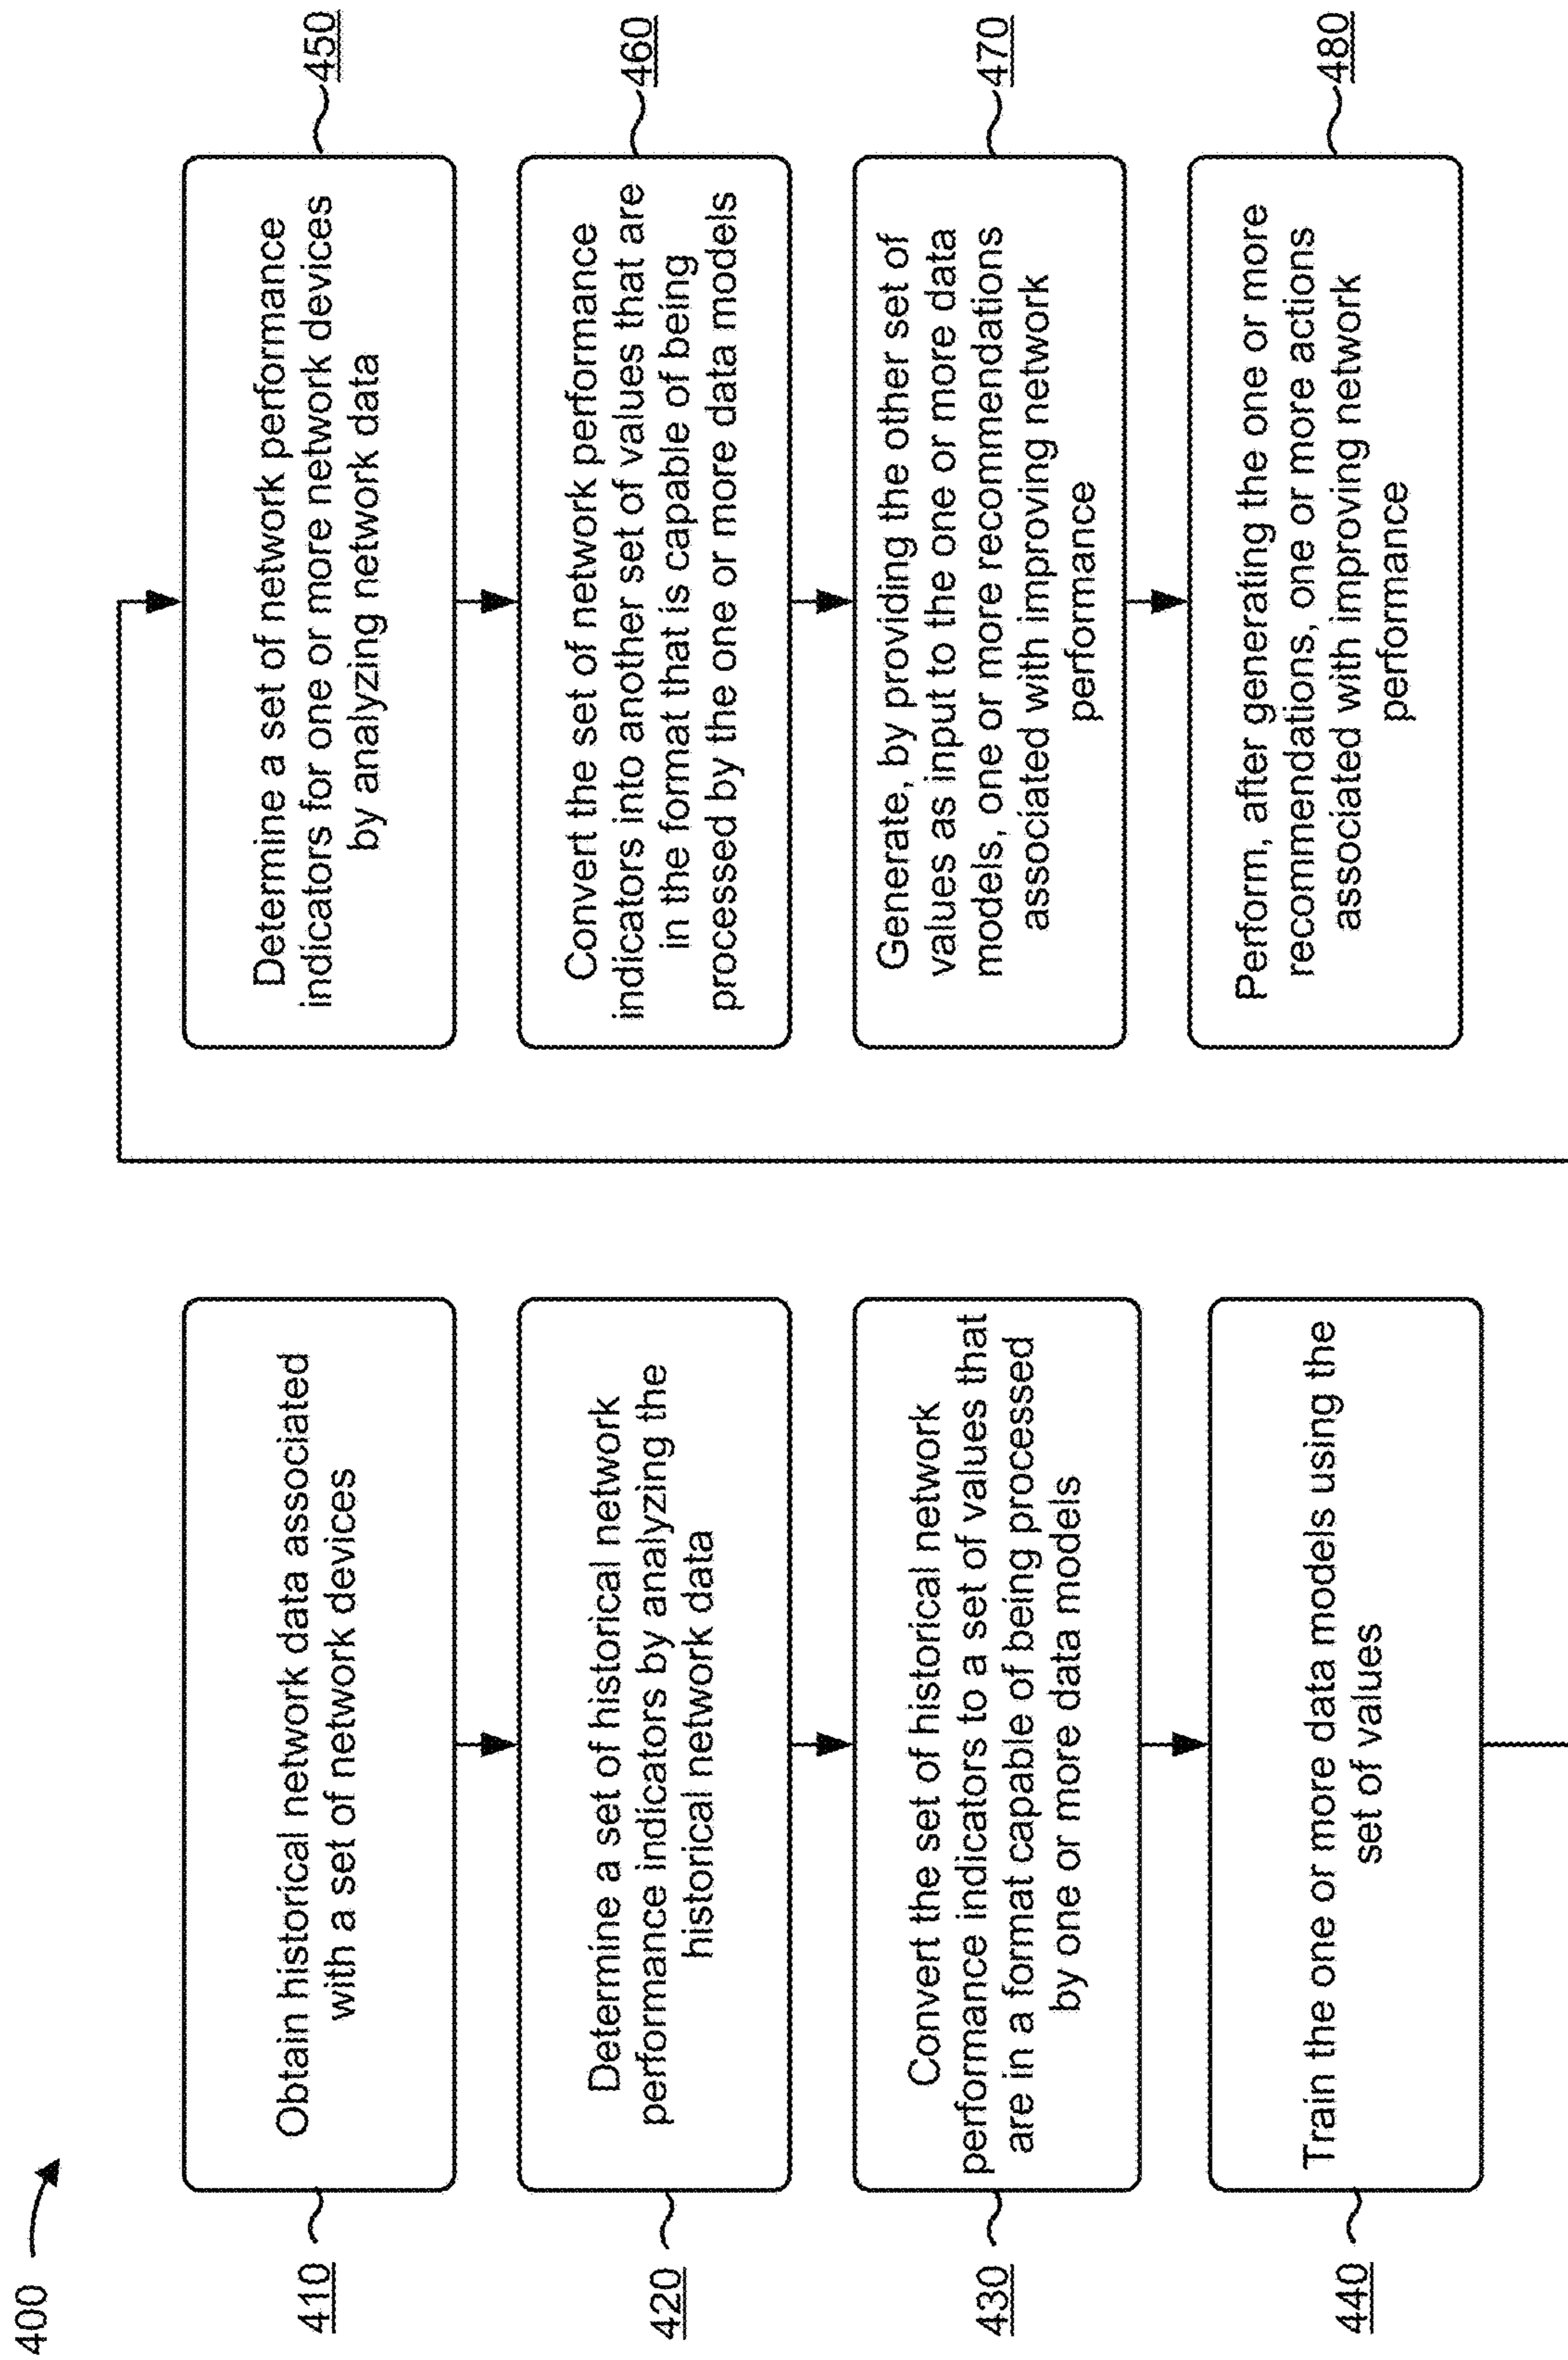 400
410
Obtain historical network data associated
with a set of network devices
420
Determine a set of historical network
performance indicators by analyzing the
historical network data
430
Convert the set of historical network
performance indicators to a set of values that
are in a format capable of being processed
by one or more data models
440
Train the one or more data models using the
set of values
450
Determine a set of network performance
indicators for one or more network devices
by analyzing network data
460
Convert the set of network performance
indicators into another set of values that are
in the format that is capable of being
processed by the one or more data models
470
Generate, by providing the other set of
values as input to the one or more data
models, one or more recommendations
associated with improving network
performance
480
Perform, after generating the one or more
recommendations, one or more actions
associated with improving network
performance